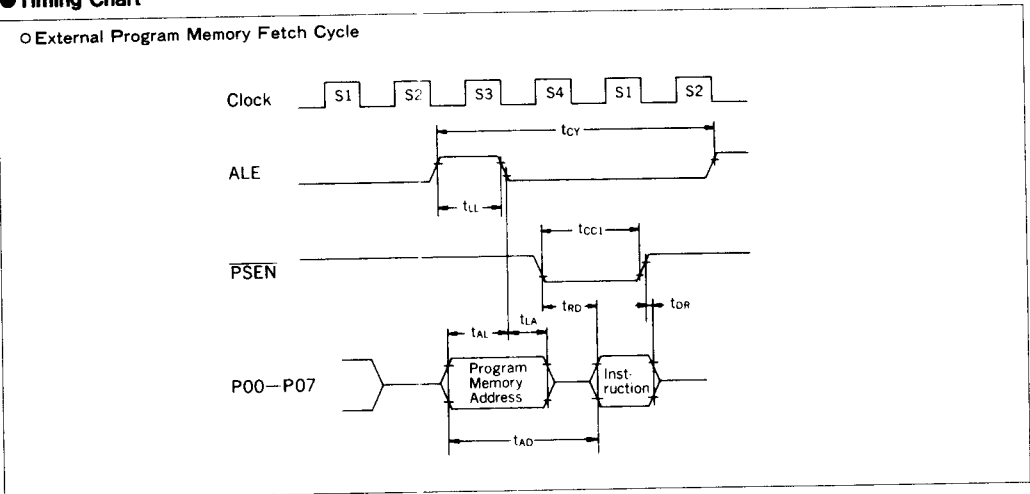 ● Timing Chart
○ External Program Memory Fetch Cycle
Clock S1 S2 S3 S4 S1 S2
tCY
ALE
tLL
tCC1
PSEN
tRD
tDR
tAL
tLA
P00—P07
Program
Memory
Address
Inst-
ruction
tAD